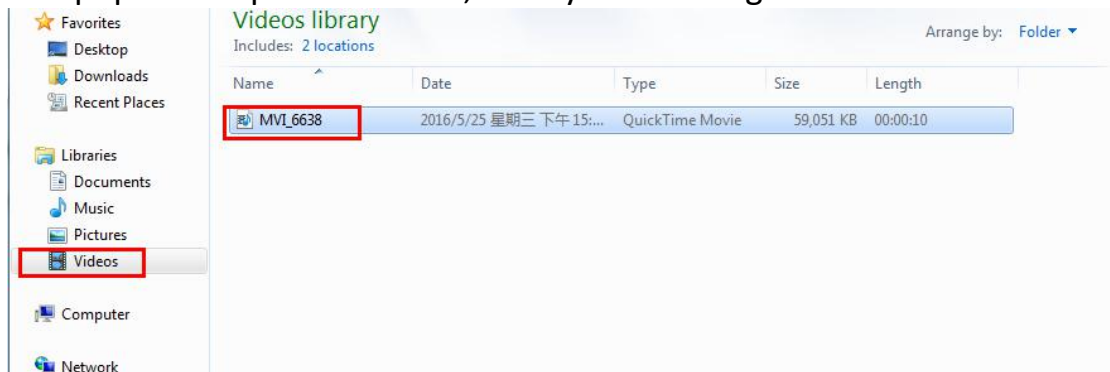 Favorites
Desktop
Downloads
Recent Places
Libraries
Documents
Music
Pictures
Videos
Computer
Network
Videos library
Includes: 2 locations
Arrange by: Folder
Name Date Type Size Length
MVI_6638 2016/5/25 星期三 下午 15:... QuickTime Movie 59,051 KB 00:00:10